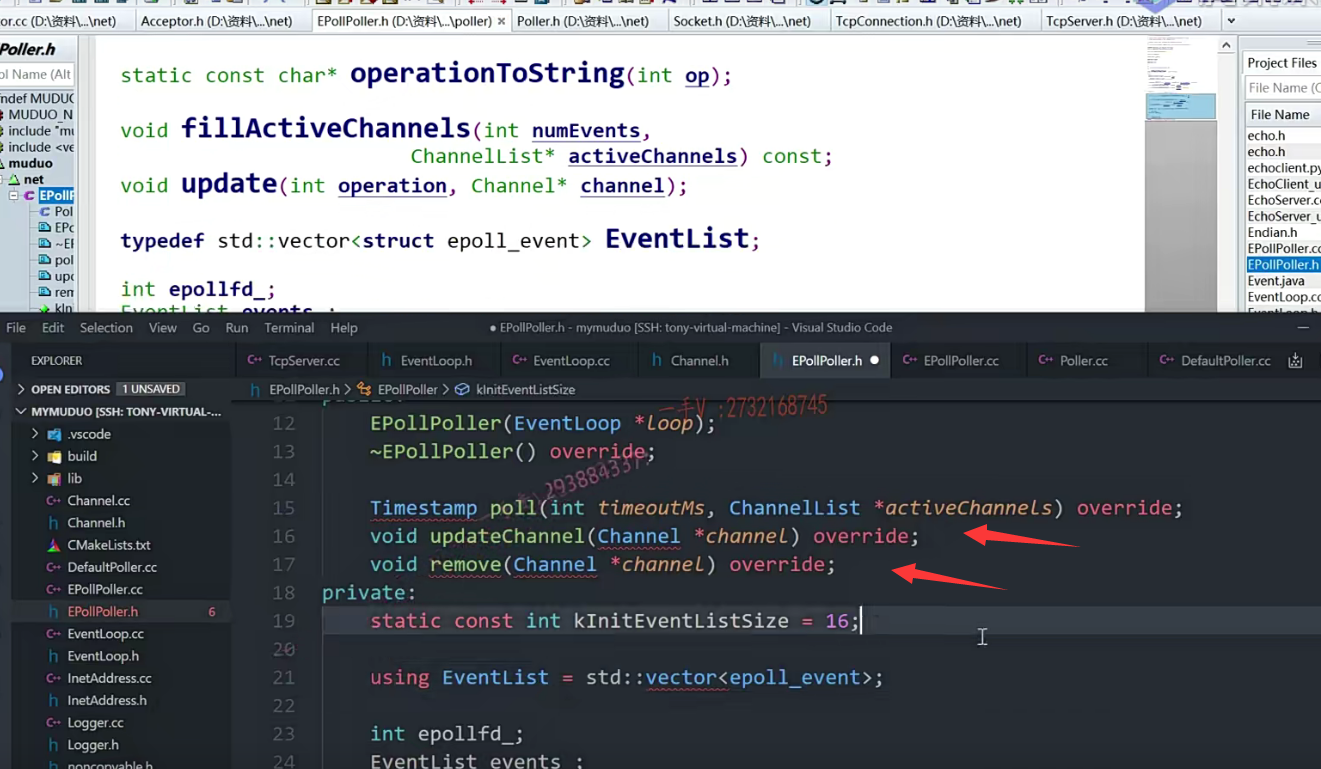 or.cc (D:\资料\...\net) Acceptor.h (D:\资料\...\net) EPollPoller.h (D:\资料\...\poller) × Poller.h (D:\资料\...\net) Socket.h (D:\资料\...\net) TcpConnection.h (D:\资料\...\net) TcpServer.h (D:\资料\...\net)
Poller.h
ol Name (Alt
fndef MUDUC
MUDUO_N
include "mu
include <ve
muduo
net
EPollF
Pol
EPc
~EF
pol
upc
rem
kIn
static const char* operationToString(int op);
void fillActiveChannels(int numEvents,
ChannelList* activeChannels) const;
void update(int operation, Channel* channel);
typedef std::vector<struct epoll_event> EventList;
int epollfd_;
EventList events_;
Project Files
File Name (C
File Name
echo.h
echo.h
echoclient.py
EchoClient_u
EchoServer.cc
EchoServer_u
Endian.h
EPollPoller.cc
EPollPoller.h
Event.java
EventLoop.cc
EventLoop.h
File Edit Selection View Go Run Terminal Help ● EPollPoller.h - mymuduo [SSH: tony-virtual-machine] - Visual Studio Code
EXPLORER
TcpServer.cc EventLoop.h EventLoop.cc Channel.h EPollPoller.h ● EPollPoller.cc Poller.cc DefaultPoller.cc
OPEN EDITORS 1 UNSAVED
EPollPoller.h > EPollPoller > kInitEventListSize
MYMUDUO [SSH: TONY-VIRTUAL-...
.vscode
build
lib
Channel.cc
Channel.h
CMakeLists.txt
DefaultPoller.cc
EPollPoller.cc
EPollPoller.h 6
EventLoop.cc
EventLoop.h
InetAddress.cc
InetAddress.h
Logger.cc
Logger.h
noncopyable.h
public:
一手V :2732168745
12 EPollPoller(EventLoop *loop);
13 ~EPollPoller() override;
14
15 Timestamp poll(int timeoutMs, ChannelList *activeChannels) override;
16 void updateChannel(Channel *channel) override;
17 void remove(Channel *channel) override;
18 private:
19 static const int kInitEventListSize = 16;
20
21 using EventList = std::vector<epoll_event>;
22
23 int epollfd_;
24 EventList events_;